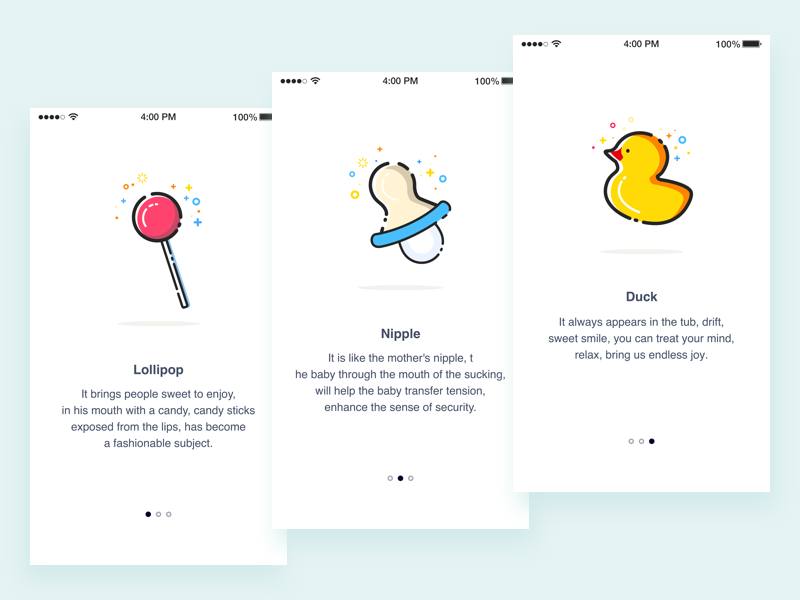 4:00 PM 100%
Lollipop
It brings people sweet to enjoy,
in his mouth with a candy, candy sticks
exposed from the lips, has become
a fashionable subject.
4:00 PM 100%
Nipple
It is like the mother's nipple, t
he baby through the mouth of the sucking,
will help the baby transfer tension,
enhance the sense of security.
4:00 PM 100%
Duck
It always appears in the tub, drift,
sweet smile, you can treat your mind,
relax, bring us endless joy.